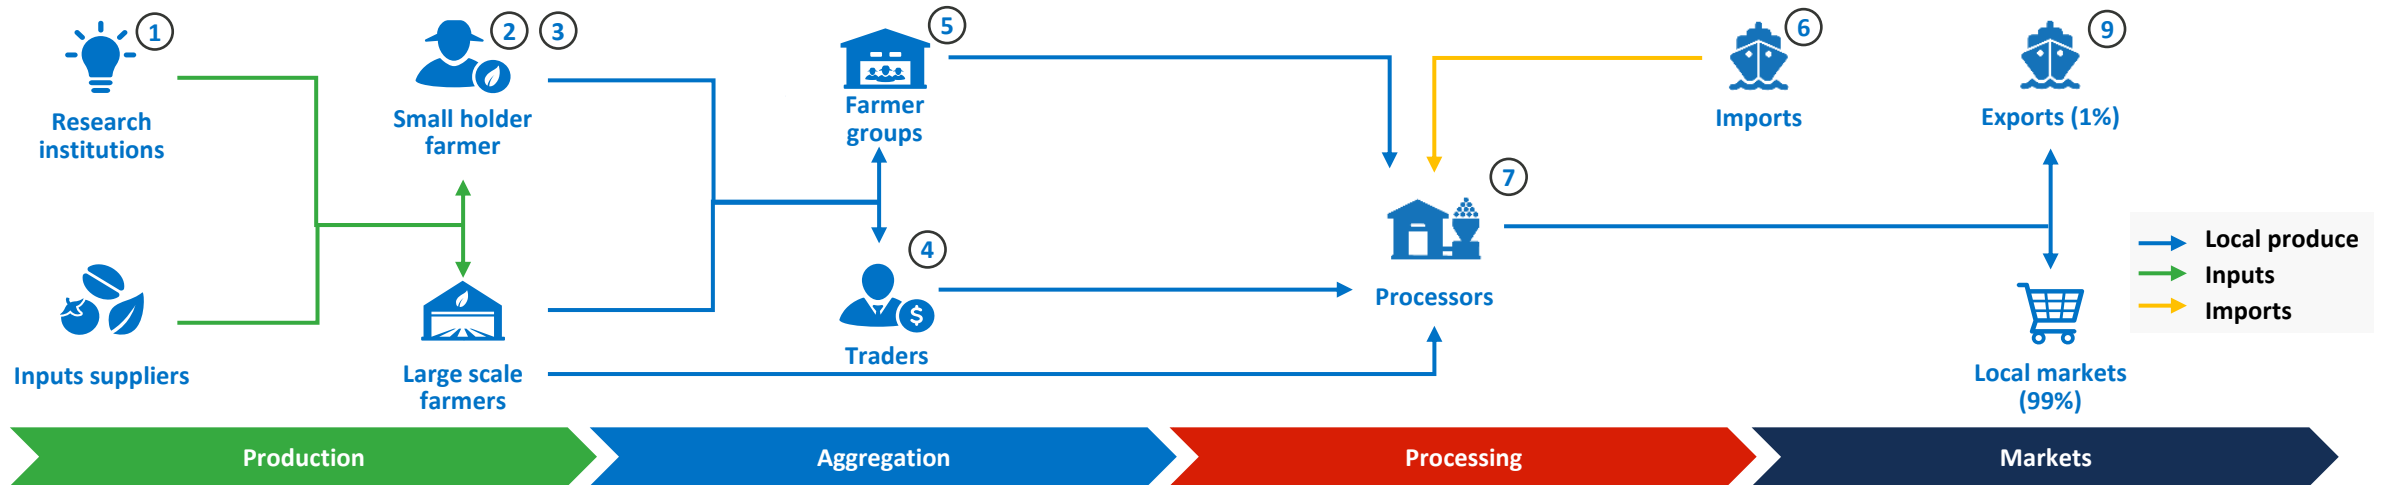 1
Research
institutions
Inputs suppliers
2
3
Small holder
farmer
Large scale
farmers
5
Farmer
groups
4
$
Traders
6
Imports
7
Processors
9
Exports (1%)
Local markets
(99%)
Local produce
Inputs
Imports
Production
Aggregation
Processing
Markets